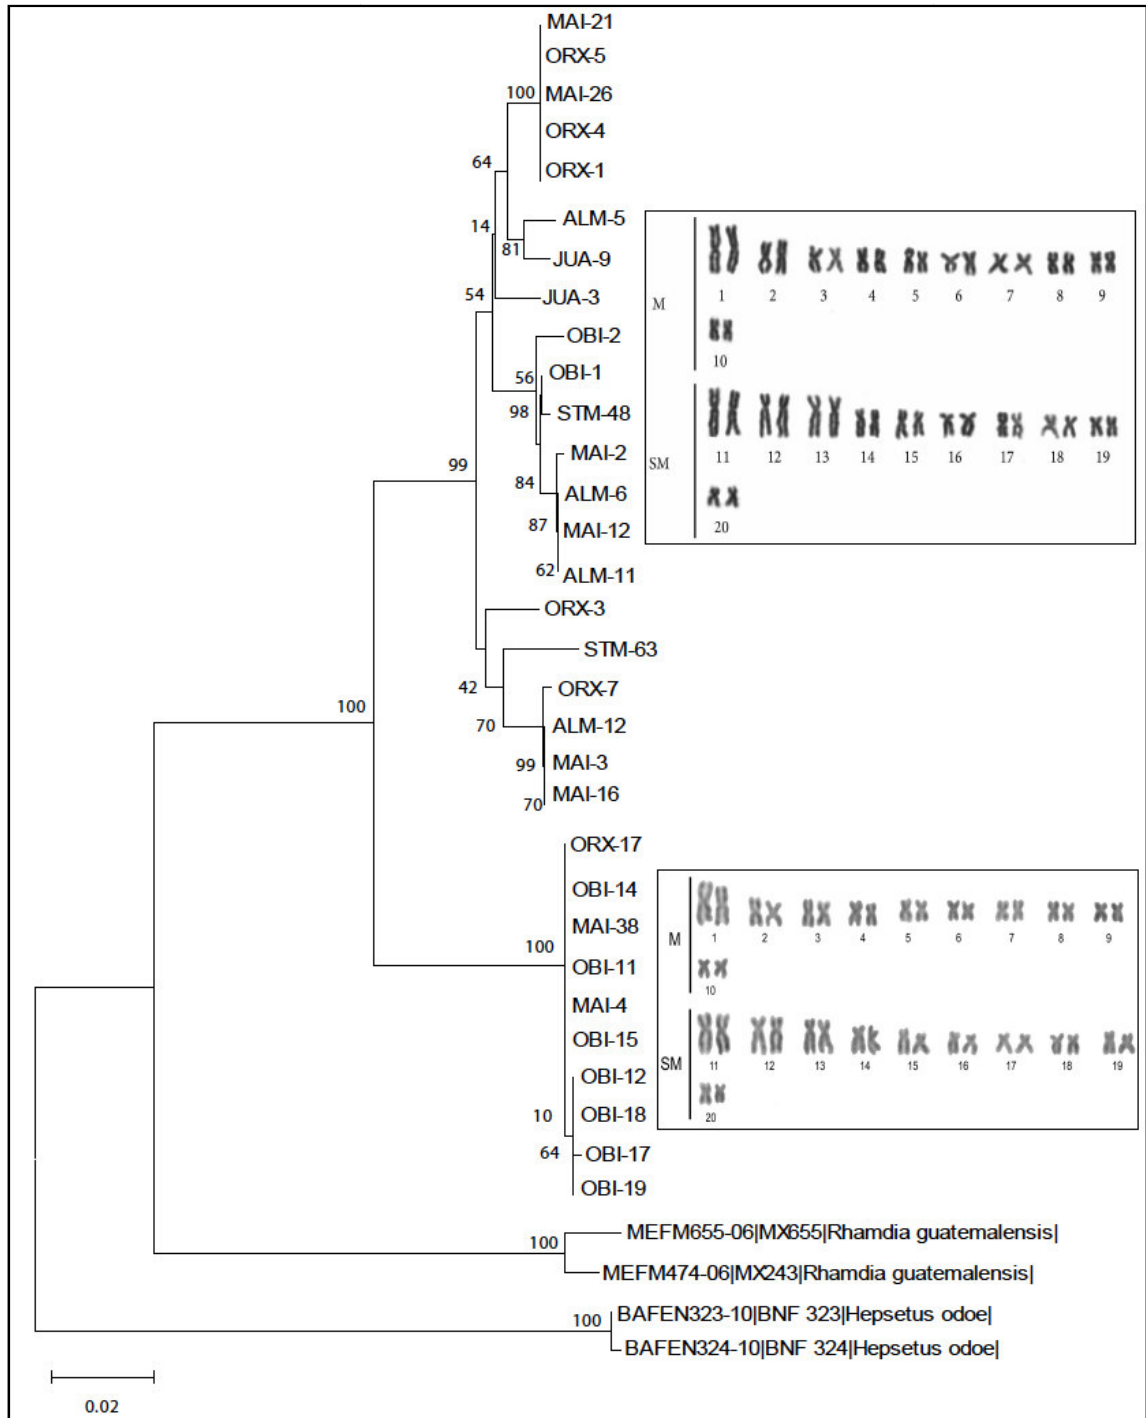 MAI-21
ORX-5
100
MAI-26
ORX-4
64
ORX-1
14
ALM-5
81
JUA-9
54
JUA-3
OBI-2
OBI-1
56
98
STM-48
99
MAI-2
84
ALM-6
87
MAI-12
62
ALM-11
ORX-3
STM-63
42
ORX-7
100
70
ALM-12
99
MAI-3
70
MAI-16
M
1 2 3 4 5 6 7 8 9
10
SM
11 12 13 14 15 16 17 18 19
20
ORX-17
OBI-14
MAI-38
100
OBI-11
MAI-4
OBI-15
OBI-12
10
OBI-18
64
OBI-17
OBI-19
M
1 2 3 4 5 6 7 8 9
10
SM
11 12 13 14 15 16 17 18 19
20
MEFM655-06|MX655|Rhamdia guatemalensis|
100
MEFM474-06|MX243|Rhamdia guatemalensis|
BAFEN323-10|BNF 323|Hepsetus odoe|
100
BAFEN324-10|BNF 324|Hepsetus odoe|
0.02